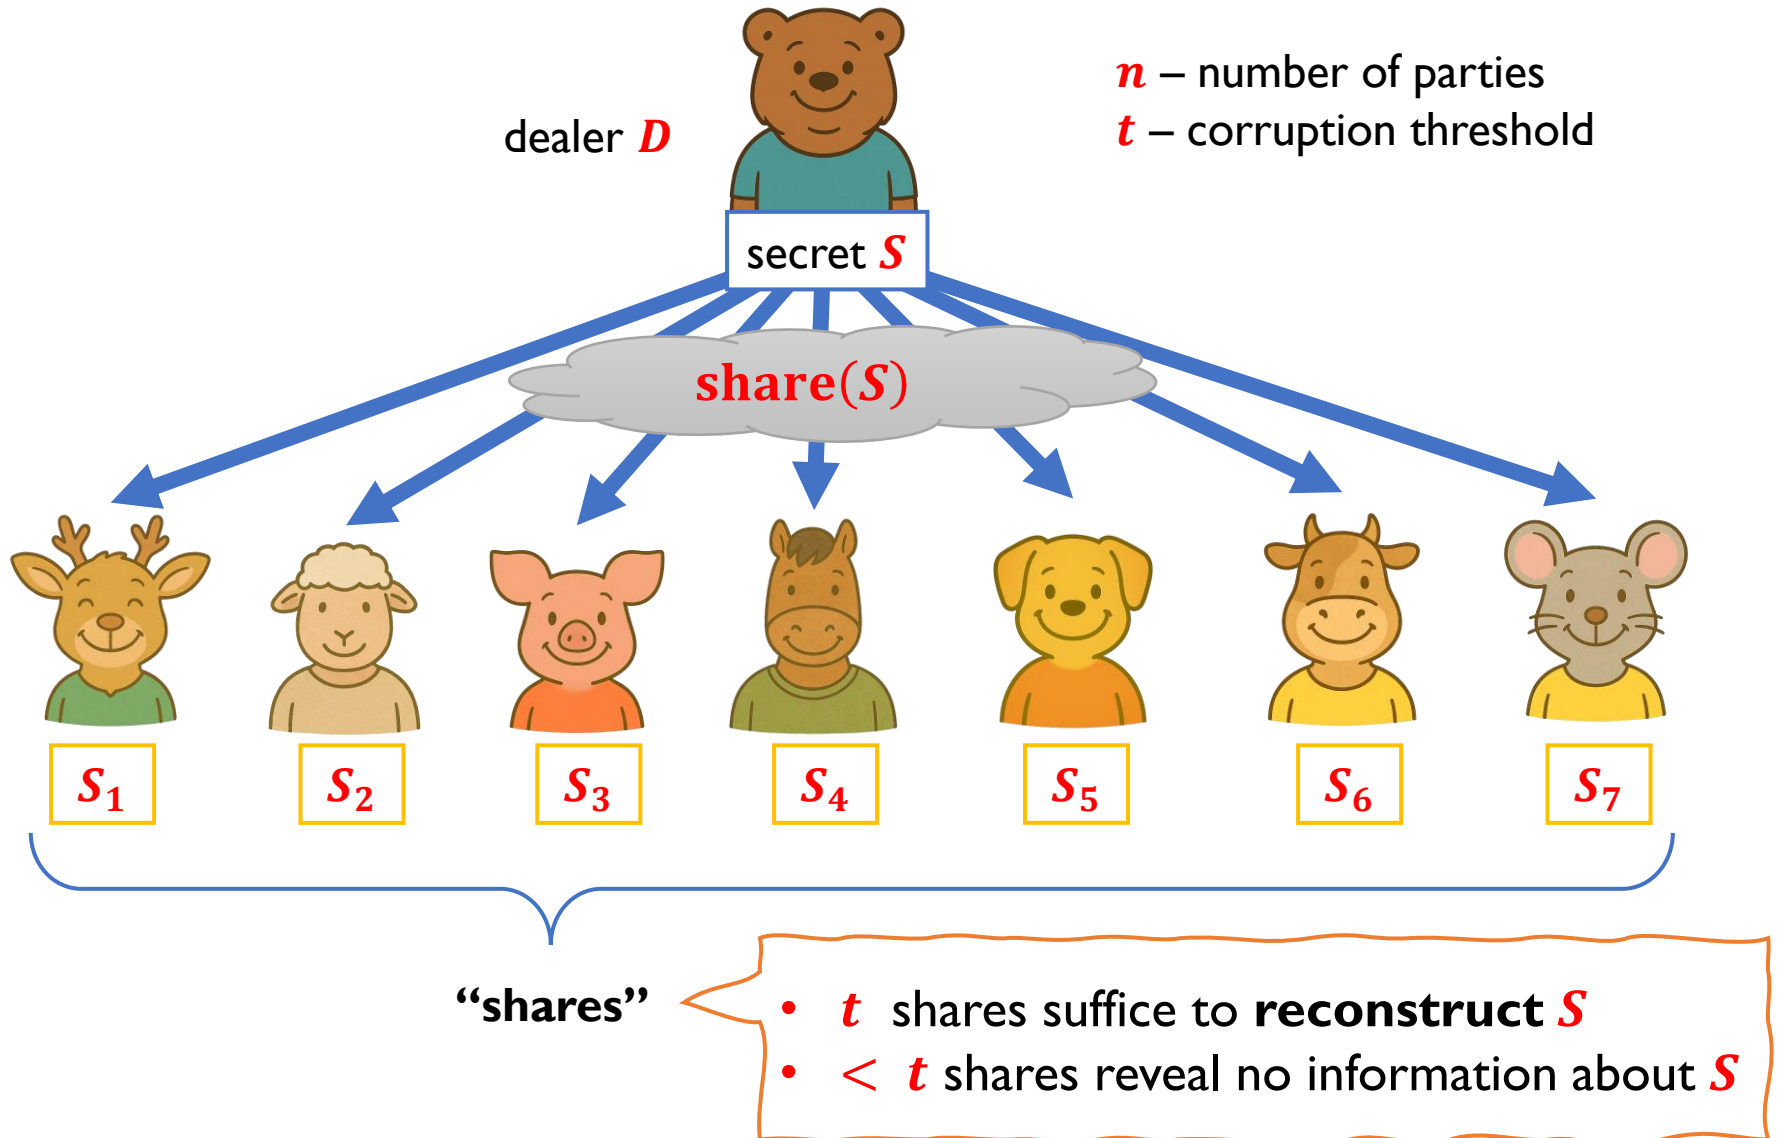 n – number of parties
t – corruption threshold
dealer D
secret S
share(S)
S₁ S₂ S₃ S₄ S₅ S₆ S₇
“shares”
• t shares suffice to reconstruct S
• < t shares reveal no information about S